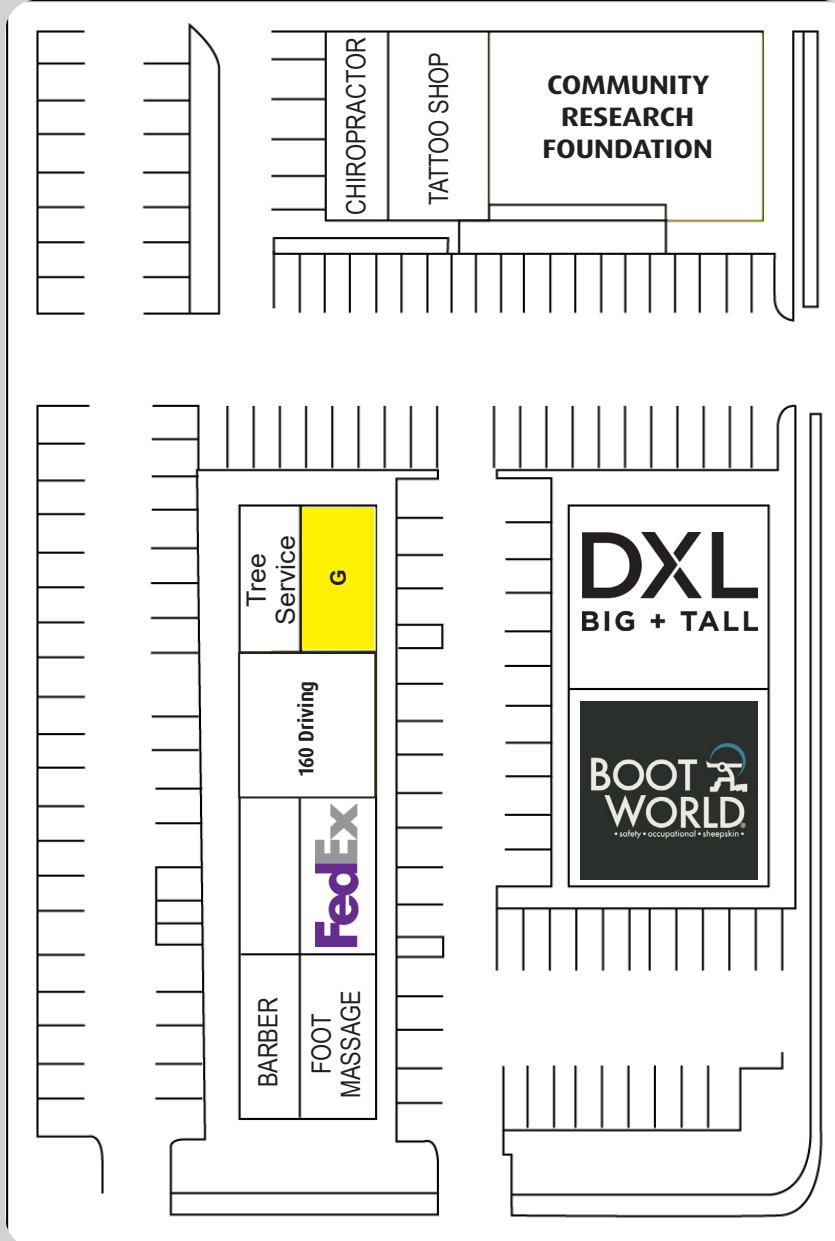 CHIROPRACTOR
TATTOO SHOP
COMMUNITY
RESEARCH
FOUNDATION
Tree
Service
G
160 Driving
FedEx
BARBER
FOOT
MASSAGE
DXL
BIG + TALL
BOOT
WORLD®
• safety • occupational • sheepskin •